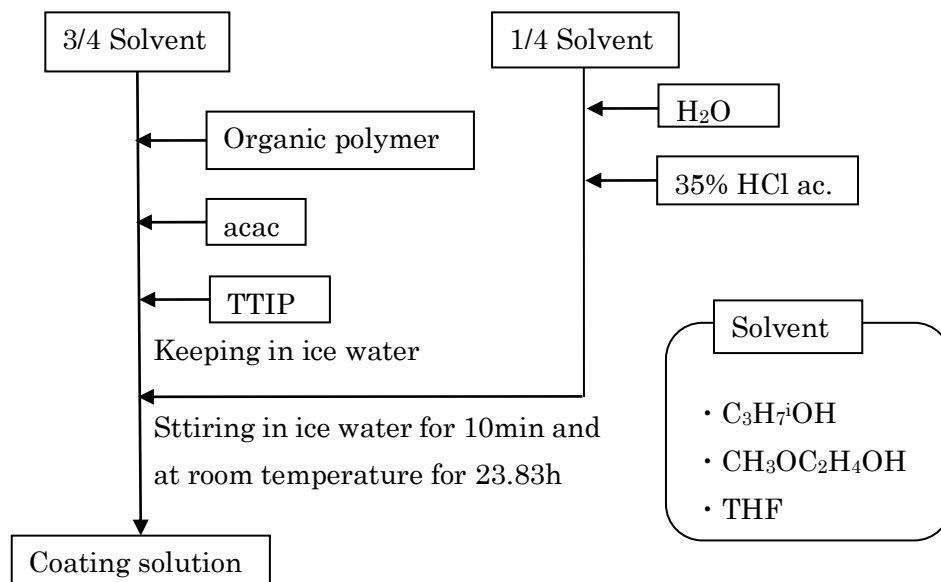 3/4 Solvent
1/4 Solvent
H₂O
Organic polymer
35% HCl ac.
acac
TTIP
Keeping in ice water
Sttiring in ice water for 10min and
at room temperature for 23.83h
Coating solution
Solvent
・C₃H₇ⁱOH
・CH₃OC₂H₄OH
・THF